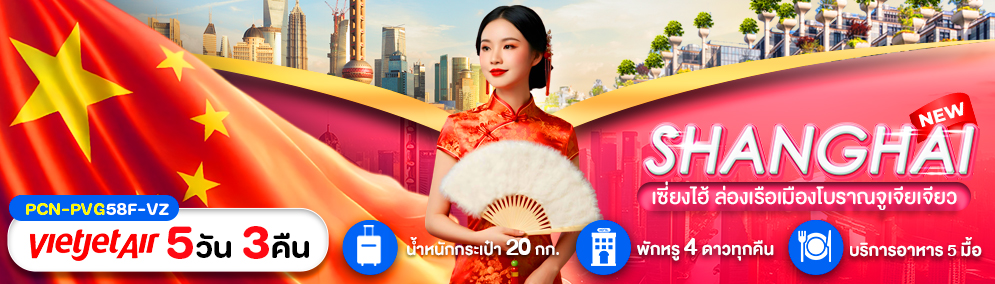 NEW
SHANGHAI
เซี่ยงไฮ้ ล่องเรือเมืองโบราณจูเจียเจียว
PCN-PVG58F-VZ
vietjetAir 5 วัน 3 คืน
น้ำหนักกระเป๋า 20 กก.
พักหรู 4 ดาวทุกคืน
บริการอาหาร 5 มื้อ